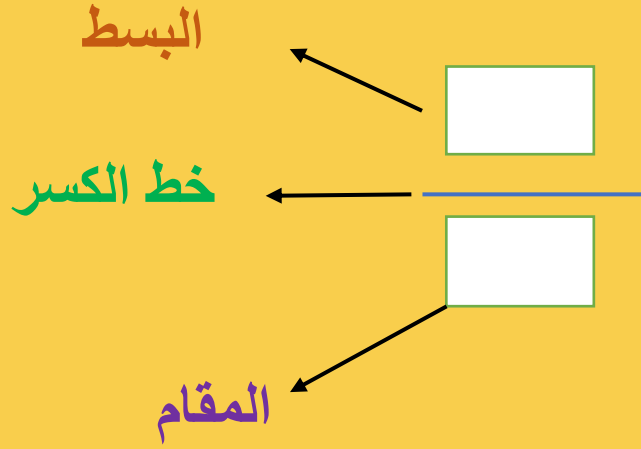 البسط
خط الكسر
المقام